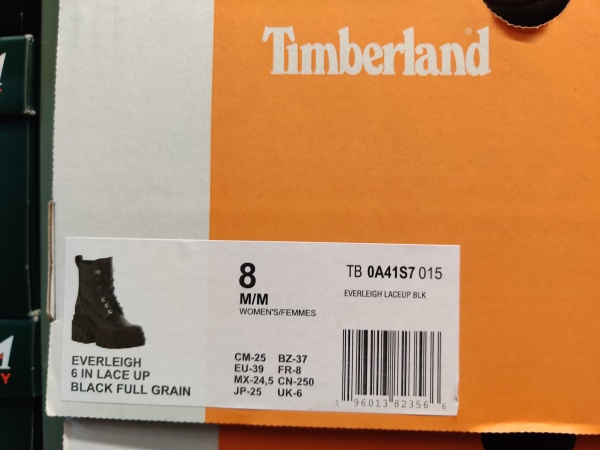 Timberland®
8
M/M
WOMEN'S/FEMMES
TB 0A41S7 015
EVERLEIGH LACEUP BLK
EVERLEIGH
6 IN LACE UP
BLACK FULL GRAIN
CM-25 BZ-37
EU-39 FR-8
MX-24,5 CN-250
JP-25 UK-6
1 96013 82356 6
M
Y